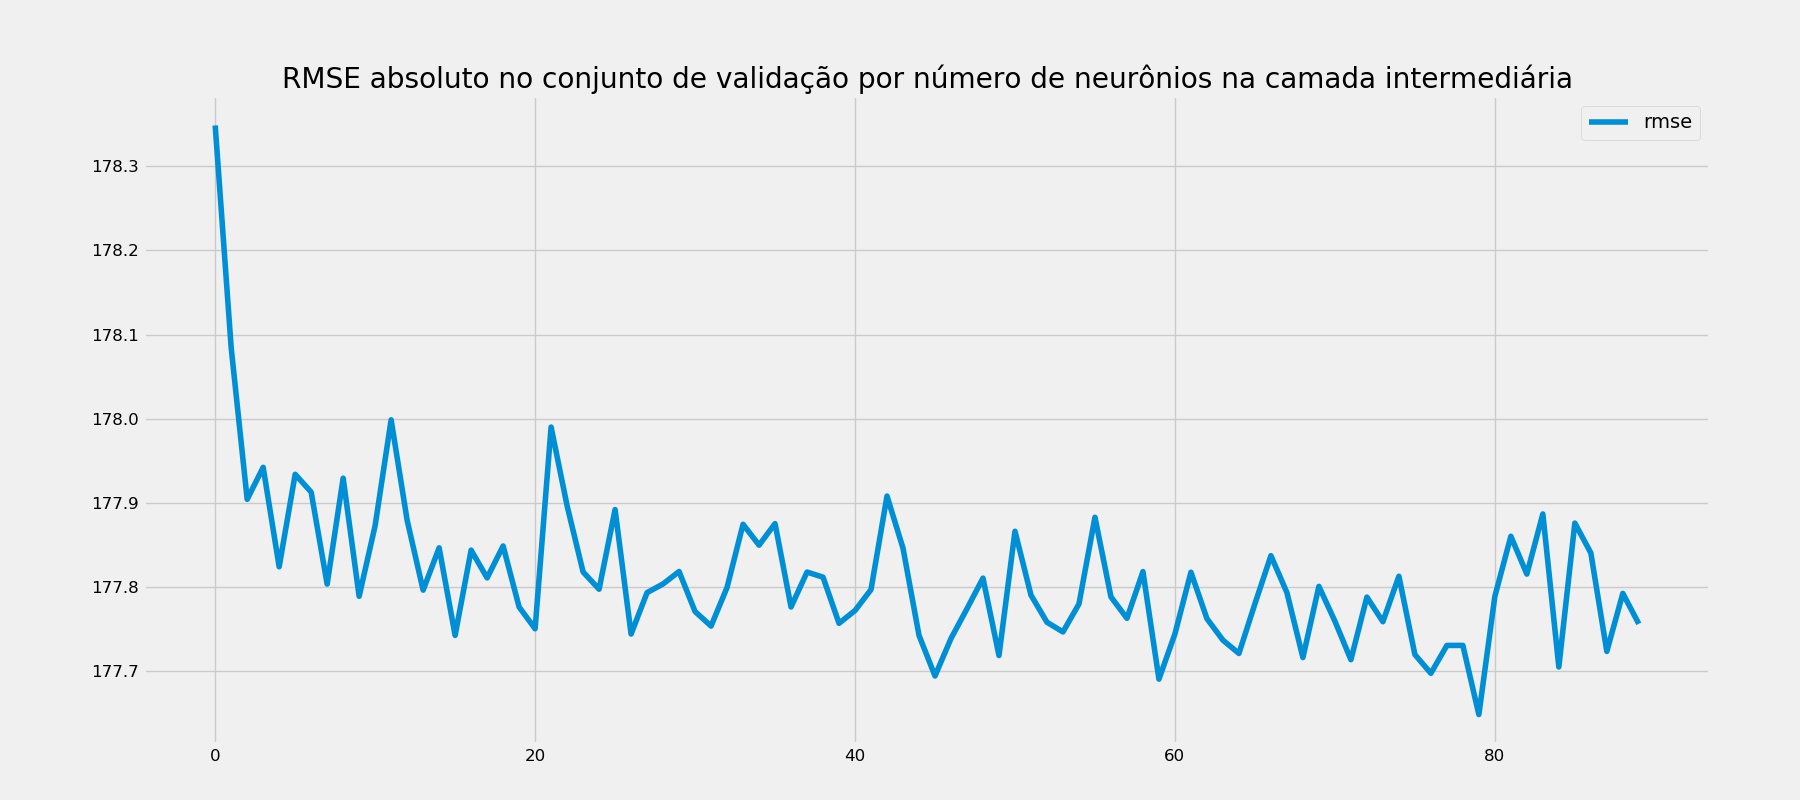 RMSE absoluto no conjunto de validação por número de neurônios na camada intermediária
rmse
178.3
178.2
178.1
178.0
177.9
177.8
177.7
0 20 40 60 80